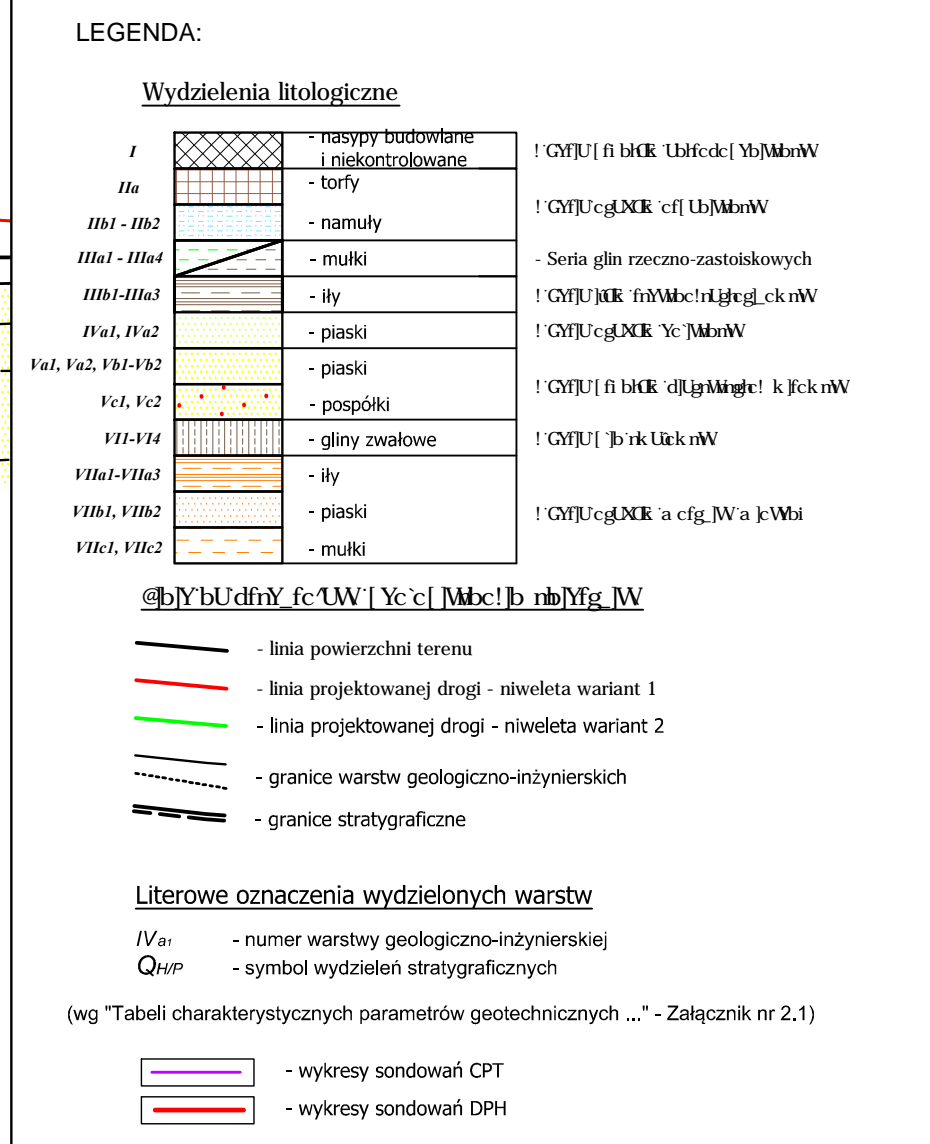 LEGENDA:
Wydzielenia litologiczne
I - nasypy budowlane
i niekontrolowane
IIa - torfy
IIb1 - IIb2 - namuły
IIIa1 - IIIa4 - mułki - Seria glin rzeczno-zastoiskowych
IIIb1-IIIa3 - iły
IVa1, IVa2 - piaski
Va1, Va2, Vb1-Vb2 - piaski
Vc1, Vc2 - pospółki
VI1-VI4 - gliny zwałowe
VIIa1-VIIa3 - iły
VIIb1, VIIb2 - piaski
VIIc1, VIIc2 - mułki
- linia powierzchni terenu
- linia projektowanej drogi - niweleta wariant 1
- linia projektowanej drogi - niweleta wariant 2
- granice warstw geologiczno-inżynierskich
- granice stratygraficzne
Literowe oznaczenia wydzielonych warstw
IVa1 - numer warstwy geologiczno-inżynierskiej
QH/P - symbol wydzieleń stratygraficznych
(wg "Tabeli charakterystycznych parametrów geotechnicznych ..." - Załącznik nr 2.1)
- wykresy sondowań CPT
- wykresy sondowań DPH